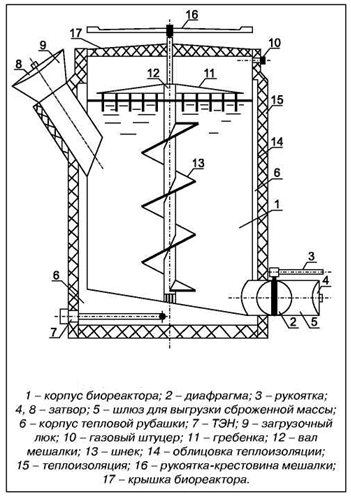 16
17
9
8
10
12
11
15
14
13
6
1
3
4
6
7
2
5
1 – корпус биореактора; 2 – диафрагма; 3 – рукоятка;
4, 8 – затвор; 5 – шлюз для выгрузки сброженной массы;
6 – корпус тепловой рубашки; 7 – ТЭН; 9 – загрузочный
люк; 10 – газовый штуцер; 11 – гребенка; 12 – вал
мешалки; 13 – шнек; 14 – облицовка теплоизоляции;
15 – теплоизоляция; 16 – рукоятка-крестовина мешалки;
17 – крышка биореактора.